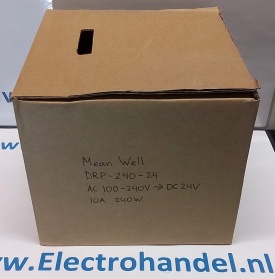 Mean Well
DRP-240-24
AC 100-240V → DC 24V
10A 240W
www.Electrohandel.nl